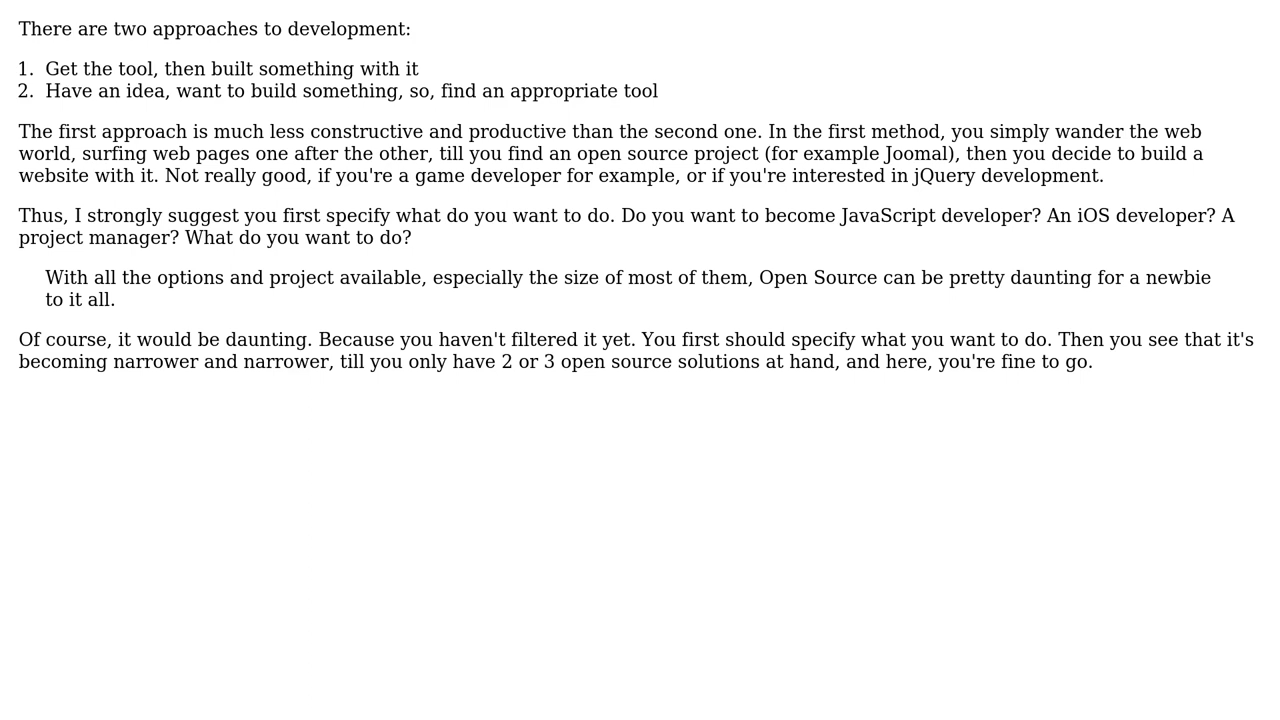 There are two approaches to development:
1. Get the tool, then built something with it
2. Have an idea, want to build something, so, find an appropriate tool
The first approach is much less constructive and productive than the second one. In the first method, you simply wander the web
world, surfing web pages one after the other, till you find an open source project (for example Joomal), then you decide to build a
website with it. Not really good, if you're a game developer for example, or if you're interested in jQuery development.
Thus, I strongly suggest you first specify what do you want to do. Do you want to become JavaScript developer? An iOS developer? A
project manager? What do you want to do?
With all the options and project available, especially the size of most of them, Open Source can be pretty daunting for a newbie
to it all.
Of course, it would be daunting. Because you haven't filtered it yet. You first should specify what you want to do. Then you see that it's
becoming narrower and narrower, till you only have 2 or 3 open source solutions at hand, and here, you're fine to go.